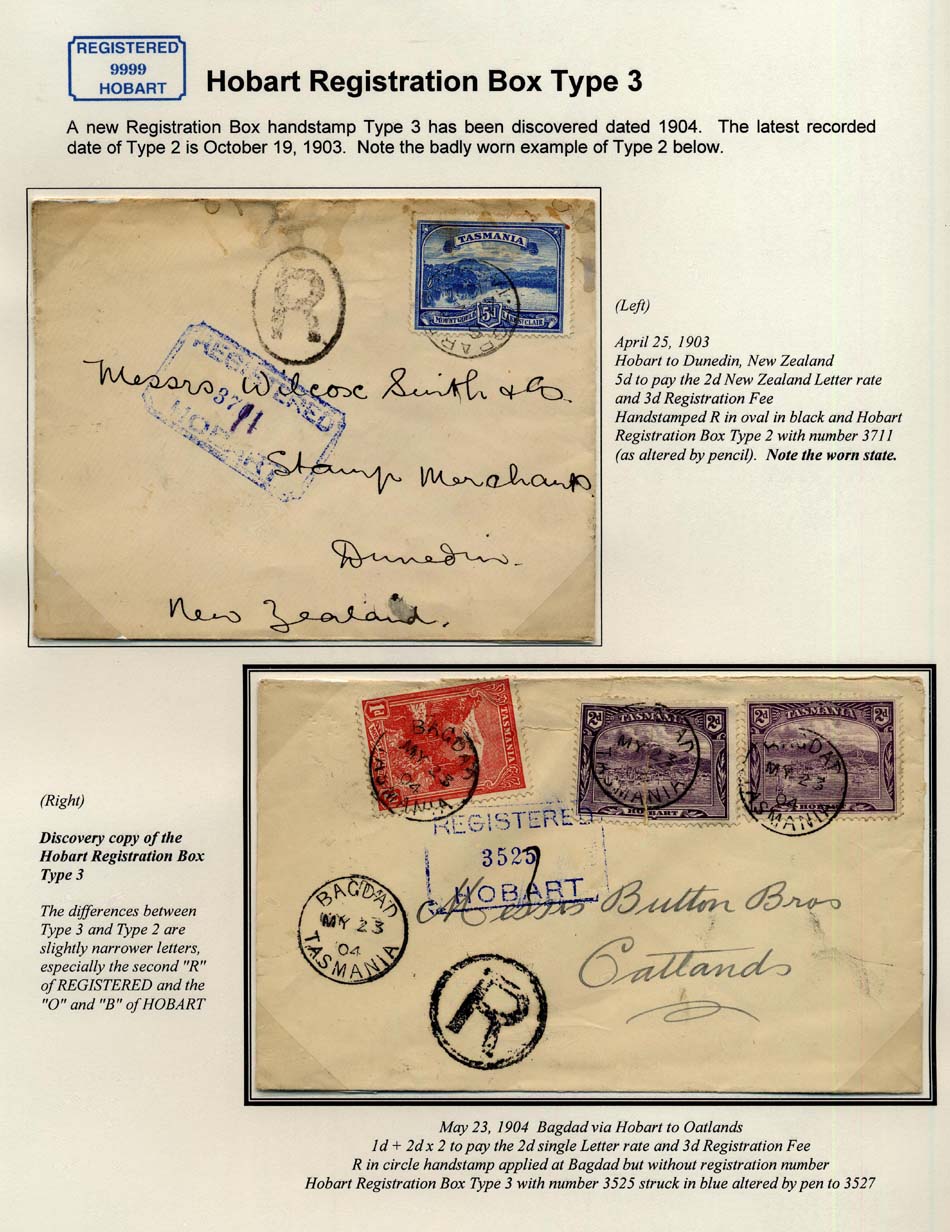 REGISTERED
9999
HOBART
Hobart Registration Box Type 3
A new Registration Box handstamp Type 3 has been discovered dated 1904. The latest recorded
date of Type 2 is October 19, 1903. Note the badly worn example of Type 2 below.
TASMANIA
5d
R
REGISTERED
3711
HOBART
Messrs Wilcox Smith & Co.
Stamp Merchants
Dunedin.
New Zealand.
(Left)
April 25, 1903
Hobart to Dunedin, New Zealand
5d to pay the 2d New Zealand Letter rate
and 3d Registration Fee
Handstamped R in oval in black and Hobart
Registration Box Type 2 with number 3711
(as altered by pencil). Note the worn state.
1d
TASMANIA
BAGDAD
MY 23
04
TASMANIA
2d TASMANIA 2d
HOBART
MY 23
TASMANIA
2d TASMANIA 2d
BAGDAD
MY 23
04
TASMANIA
REGISTERED
3525
7
HOBART
BAGDAD
MY 23
04
TASMANIA
Messrs Button Bros
Oatlands
R
(Right)
Discovery copy of the
Hobart Registration Box
Type 3
The differences between
Type 3 and Type 2 are
slightly narrower letters,
especially the second "R"
of REGISTERED and the
"O" and "B" of HOBART
May 23, 1904 Bagdad via Hobart to Oatlands
1d + 2d x 2 to pay the 2d single Letter rate and 3d Registration Fee
R in circle handstamp applied at Bagdad but without registration number
Hobart Registration Box Type 3 with number 3525 struck in blue altered by pen to 3527